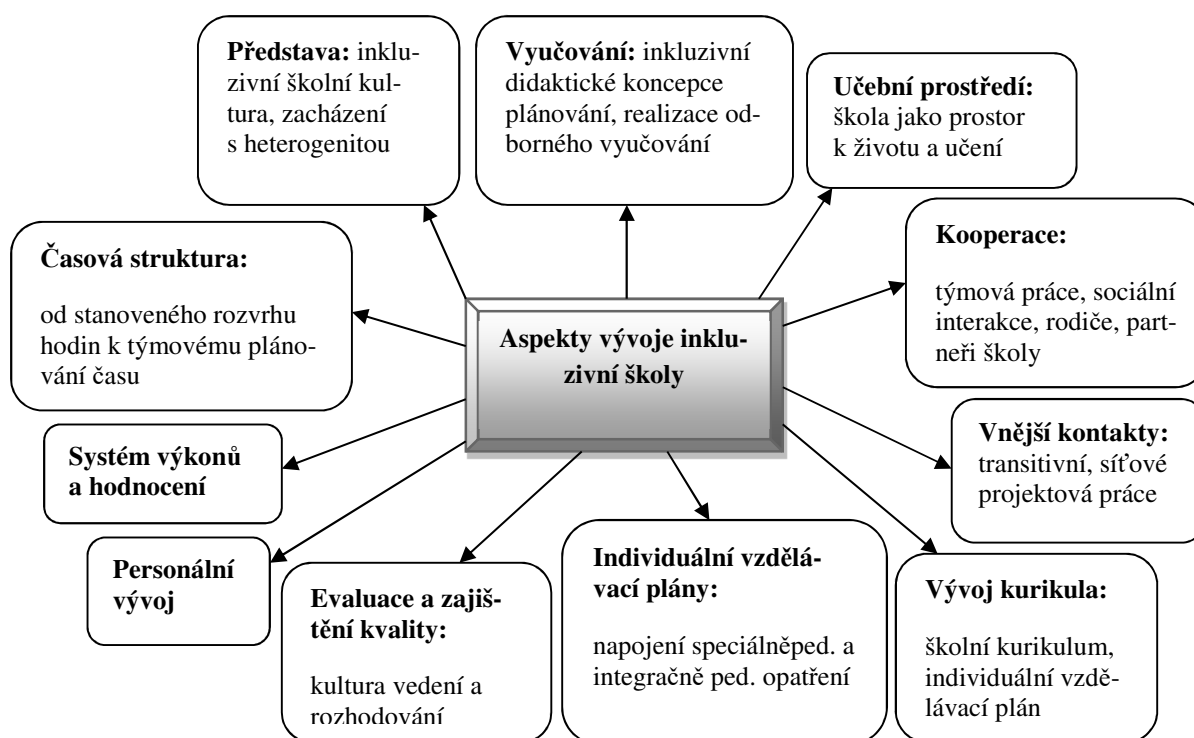 Představa: inklu-
zivní školní kul-
tura, zacházení
s heterogenitou
Vyučování: inkluzivní
didaktické koncepce
plánování, realizace od-
borného vyučování
Učební prostředí:
škola jako prostor
k životu a učení
Časová struktura:
od stanoveného rozvrhu
hodin k týmovému pláno-
vání času
Aspekty vývoje inklu-
zivní školy
Kooperace:
týmová práce, sociální
interakce, rodiče, part-
neři školy
Systém výkonů
a hodnocení
Vnější kontakty:
transitivní, síťové
projektová práce
Personální
vývoj
Evaluace a zajiš-
tění kvality:
kultura vedení a
rozhodování
Individuální vzdělá-
vací plány:
napojení speciálněped. a
integračně ped. opatření
Vývoj kurikula:
školní kurikulum,
individuální vzdě-
lávací plán